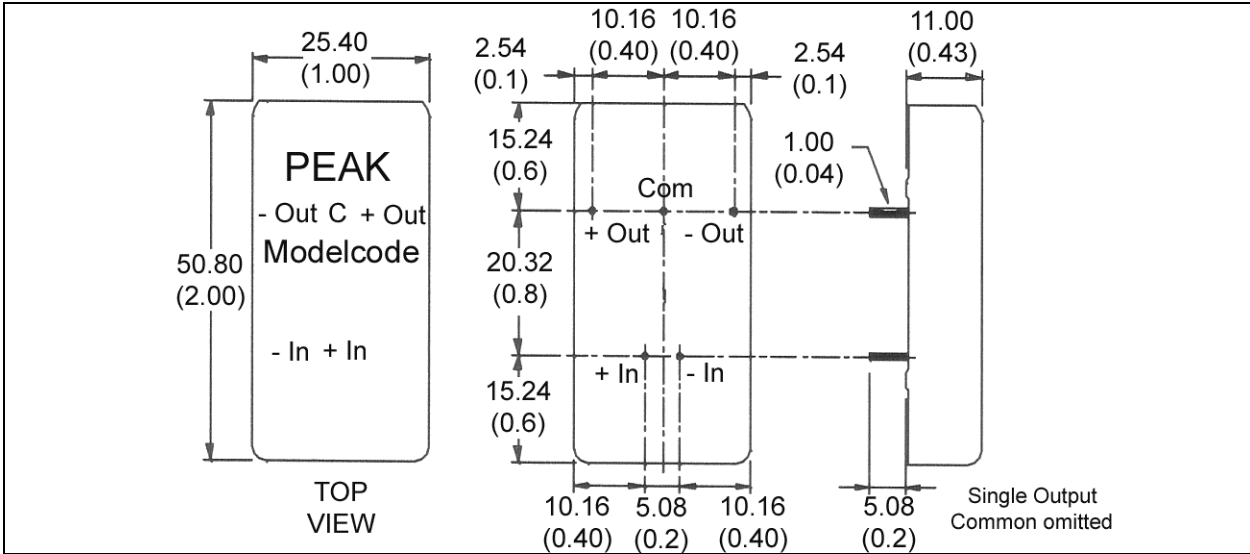 25.40
(1.00)
50.80
(2.00)
PEAK
- Out C + Out
Modelcode
- In + In
TOP
VIEW
10.16 10.16
(0.40) (0.40)
2.54
(0.1)
2.54
(0.1)
15.24
(0.6)
20.32
(0.8)
15.24
(0.6)
Com
+ Out - Out
+ In - In
10.16 5.08 10.16
(0.40) (0.2) (0.40)
11.00
(0.43)
1.00
(0.04)
5.08
(0.2)
Single Output
Common omitted